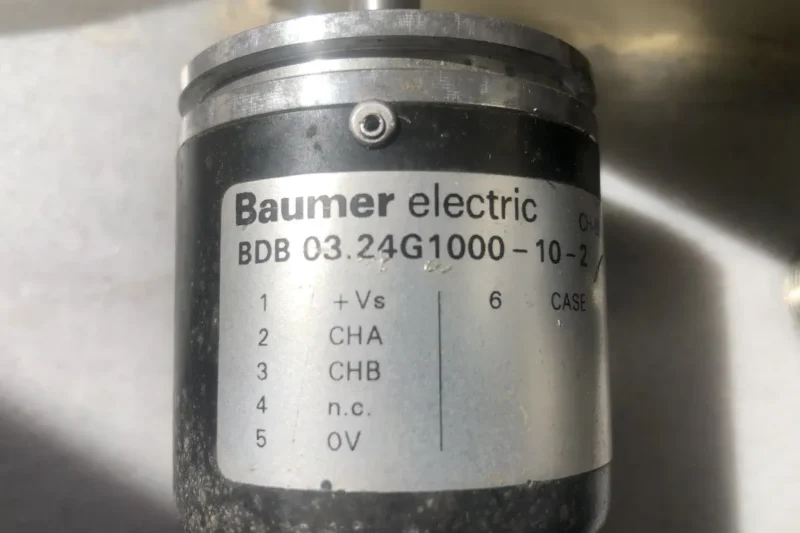 Baumer electric
BDB 03.24G1000-10-2
1 +Vs 6 CASE
2 CHA
3 CHB
4 n.c.
5 0V